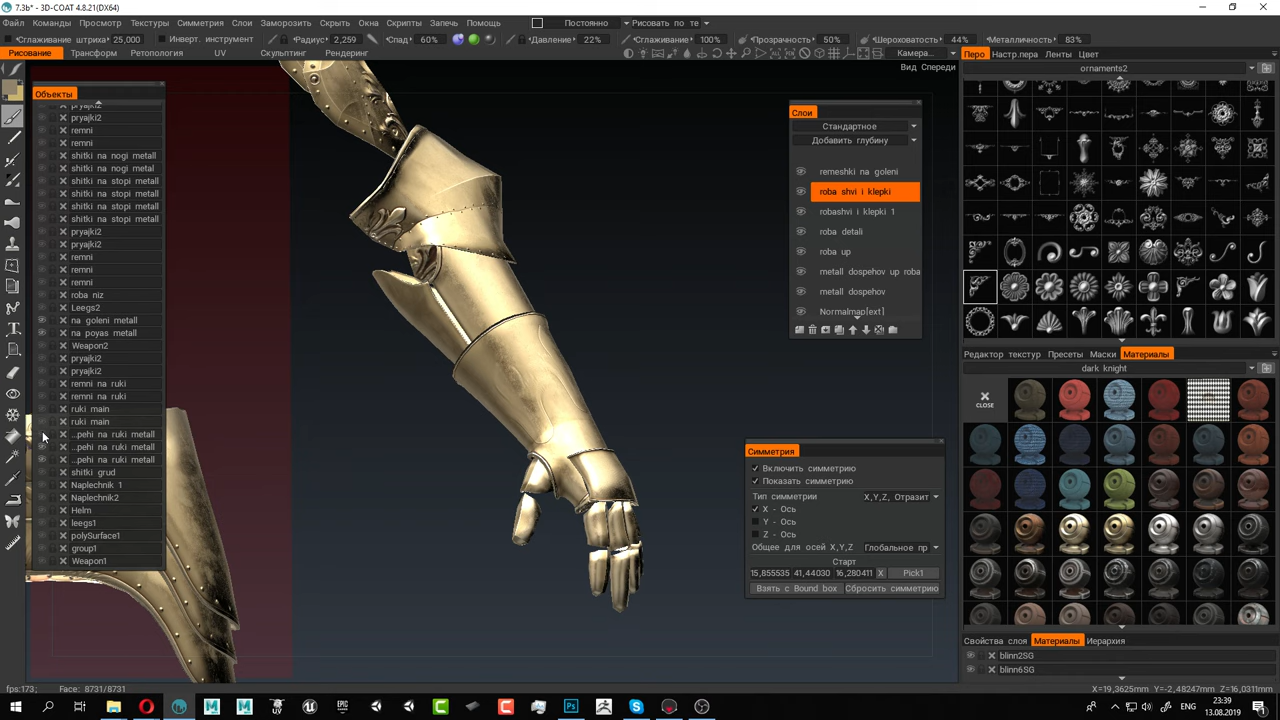 7.3b* - 3D-COAT 4.8.21(DX64)
Файл Команды Просмотр Текстуры Симметрия Слои Заморозить Скрыть Окна Скрипты Запечь Помощь Постоянно Рисовать по те
Сглаживание штриха 25,000 Инверт. инструмент Радиус 2,259 Спад 60% Давление 22% Сглаживание 100% Прозрачность 50% Шероховатость 44% Металличность 83%
Рисование Трансформ Ретопология UV Скульптинг Рендеринг Камера... Перо Настр.пера Ленты Цвет
Вид Спереди
ornaments2
Объекты
pryajki2
pryajki2
remni
remni
shitki na nogi metall
shitki na nogi metal
shitki na stopi metall
shitki na stopi metall
shitki na stopi metall
shitki na stopi metall
pryajki2
pryajki2
remni
remni
remni
roba niz
Leegs2
na goleni metall
na poyas metall
Weapon2
pryajki2
pryajki2
remni na ruki
remni na ruki
ruki main
ruki main
...pehi na ruki metall
...pehi na ruki metall
...pehi na ruki metall
shitki grud
Naplechnik 1
Naplechnik2
Helm
leegs1
polySurface1
group1
Weapon1
Слои
Стандартное
Добавить глубину
remeshki na goleni
roba shvi i klepki
robashvi i klepki 1
roba detali
roba up
metall dospehov up roba
metall dospehov
Normalmap[ext]
Симметрия
Включить симметрию
Показать симметрию
Тип симметрии X,Y,Z, Отразит
X - Ось
Y - Ось
Z - Ось
Общее для осей X,Y,Z Глобальное пр
Старт
15,855535 41,44030 16,280411 X Pick1
Взять с Bound box Сбросить симметрию
Редактор текстур Пресеты Маски Материалы
dark knight
CLOSE
Свойства слоя Материалы Иерархия
blinn2SG
blinn6SG
fps:173; Face: 8731/8731
X=19,3625mm Y=-2,48247mm Z=16,0311mm
ENG
23:39
13.08.2019